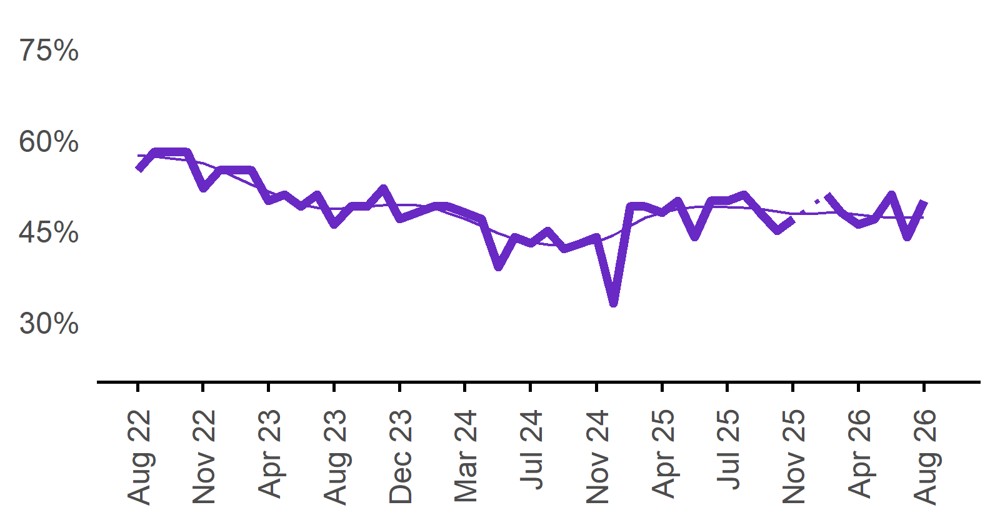 75%
60%
45%
30%
Aug 22
Nov 22
Apr 23
Aug 23
Dec 23
Mar 24
Jul 24
Nov 24
Apr 25
Jul 25
Nov 25
Apr 26
Aug 26